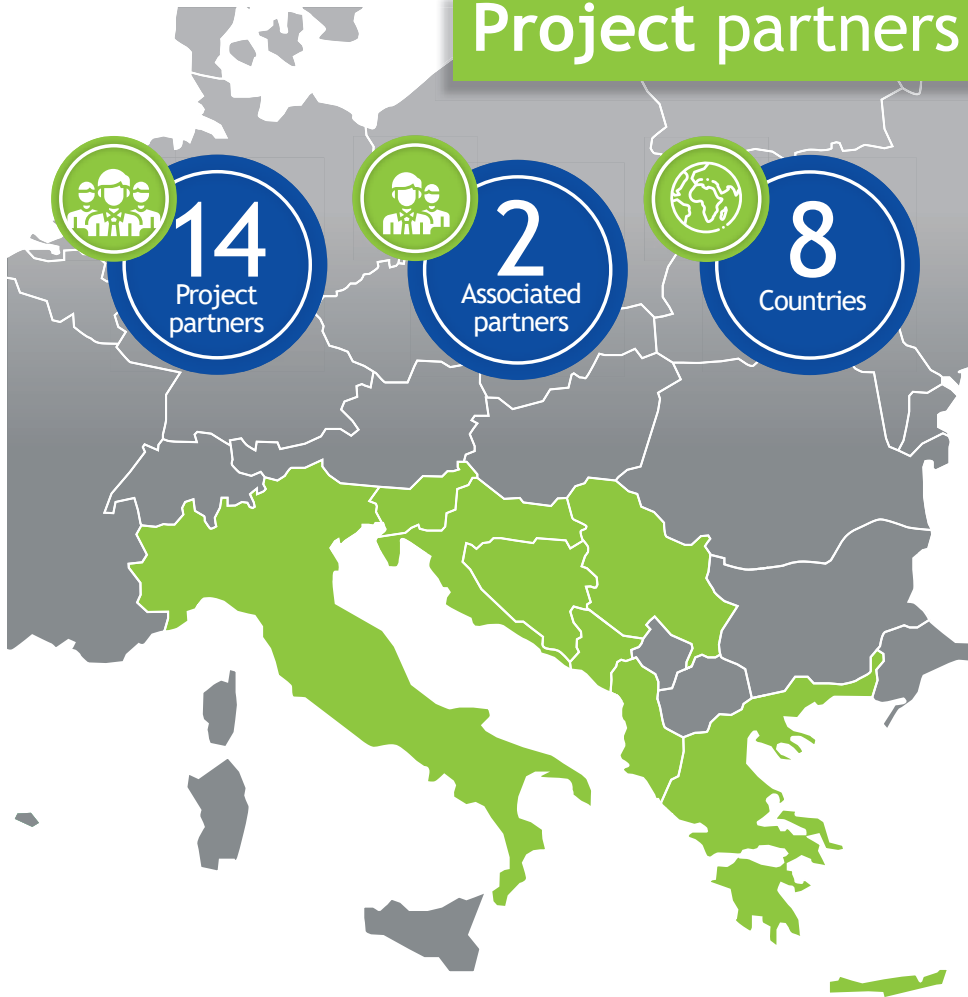 Project partners
14
Project
partners
2
Associated
partners
8
Countries